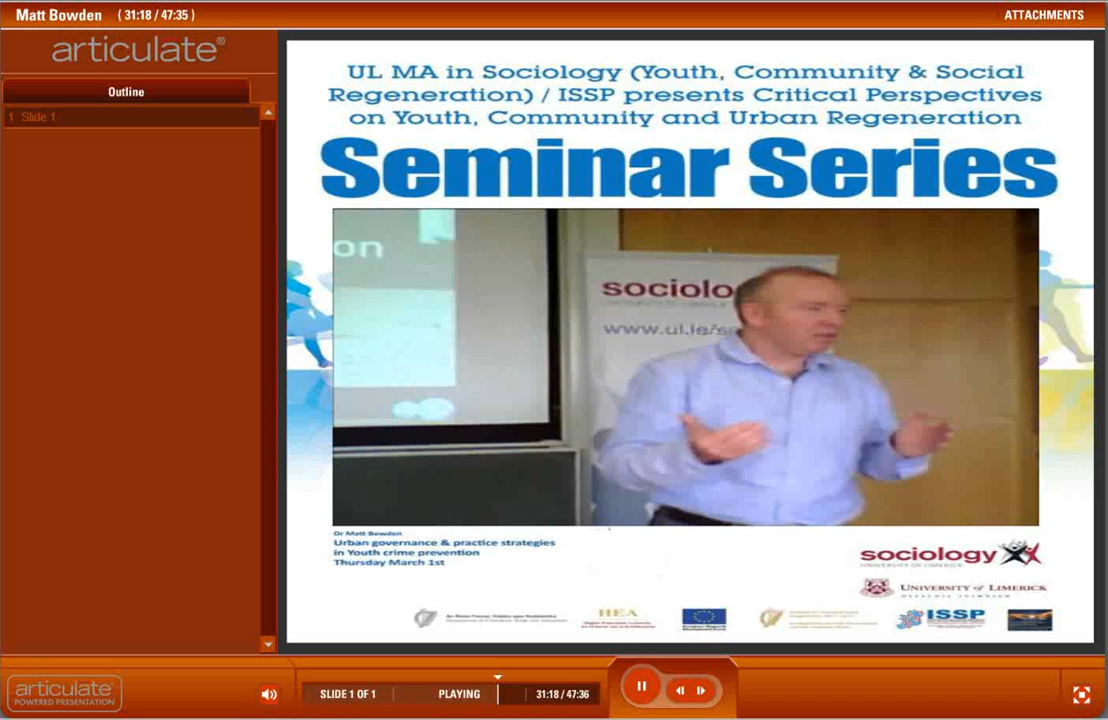 Matt Bowden ( 31:18 / 47:35 )
ATTACHMENTS
articulate®
Outline
1 Slide 1
UL MA in Sociology (Youth, Community & Social
Regeneration) / ISSP presents Critical Perspectives
on Youth, Community and Urban Regeneration
Seminar Series
on
sociolo
www.ul.ie/s
Dr Matt Bowden
Urban governance & practice strategies
in Youth crime prevention
Thursday March 1st
sociology
UNIVERSITY OF LIMERICK
UNIVERSITY of LIMERICK
HEA
ISSP
articulate®
POWERED PRESENTATION
SLIDE 1 OF 1
PLAYING
31:18 / 47:36